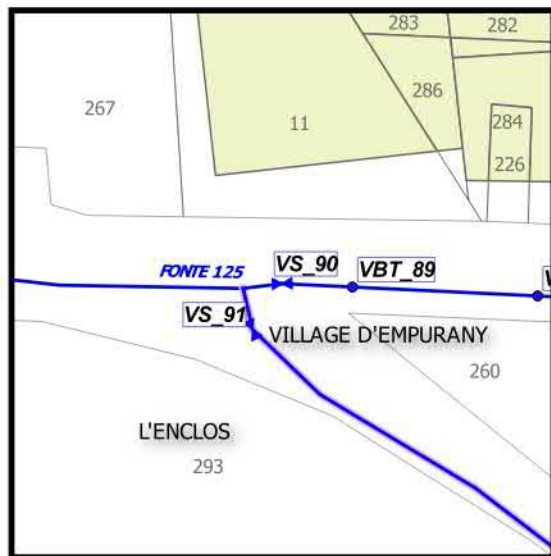 283
282
286
267
11
284
226
FONTE 125
VS_90
VBT_89
V
VS_91
VILLAGE D'EMPURANY
260
L'ENCLOS
293